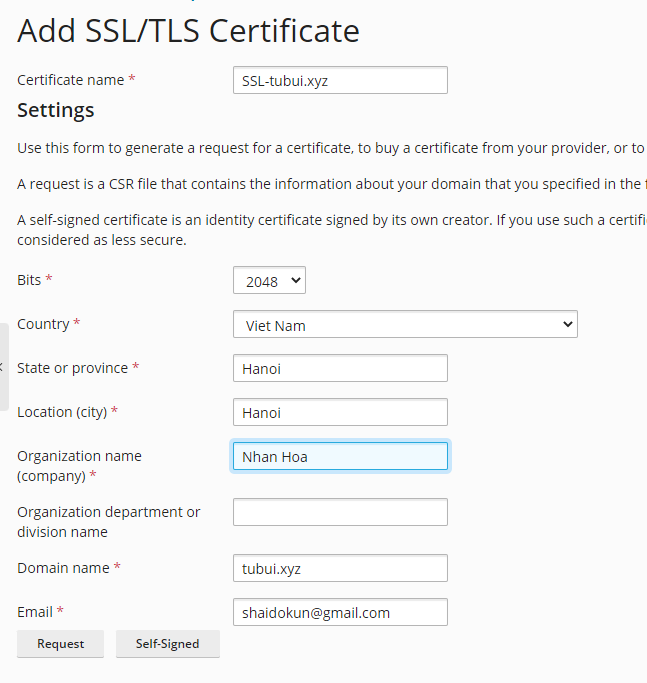 Add SSL/TLS Certificate
Certificate name *
SSL-tubui.xyz
Settings
Use this form to generate a request for a certificate, to buy a certificate from your provider, or to
A request is a CSR file that contains the information about your domain that you specified in the
A self-signed certificate is an identity certificate signed by its own creator. If you use such a certifi
considered as less secure.
Bits *
2048
Country *
Viet Nam
State or province *
Hanoi
Location (city) *
Hanoi
Organization name
(company) *
Nhan Hoa
Organization department or
division name
Domain name *
tubui.xyz
Email *
shaidokun@gmail.com
Request
Self-Signed